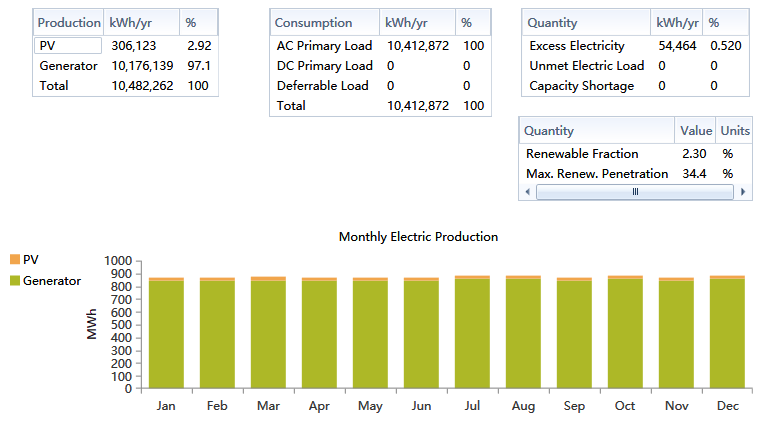 Production kWh/yr %
PV 306,123 2.92
Generator 10,176,139 97.1
Total 10,482,262 100
Consumption kWh/yr %
AC Primary Load 10,412,872 100
DC Primary Load 0 0
Deferrable Load 0 0
Total 10,412,872 100
Quantity kWh/yr %
Excess Electricity 54,464 0.520
Unmet Electric Load 0 0
Capacity Shortage 0 0
Quantity Value Units
Renewable Fraction 2.30 %
Max. Renew. Penetration 34.4 %
Monthly Electric Production
PV
Generator
MWh
1000
900
800
700
600
500
400
300
200
100
0
Jan Feb Mar Apr May Jun Jul Aug Sep Oct Nov Dec